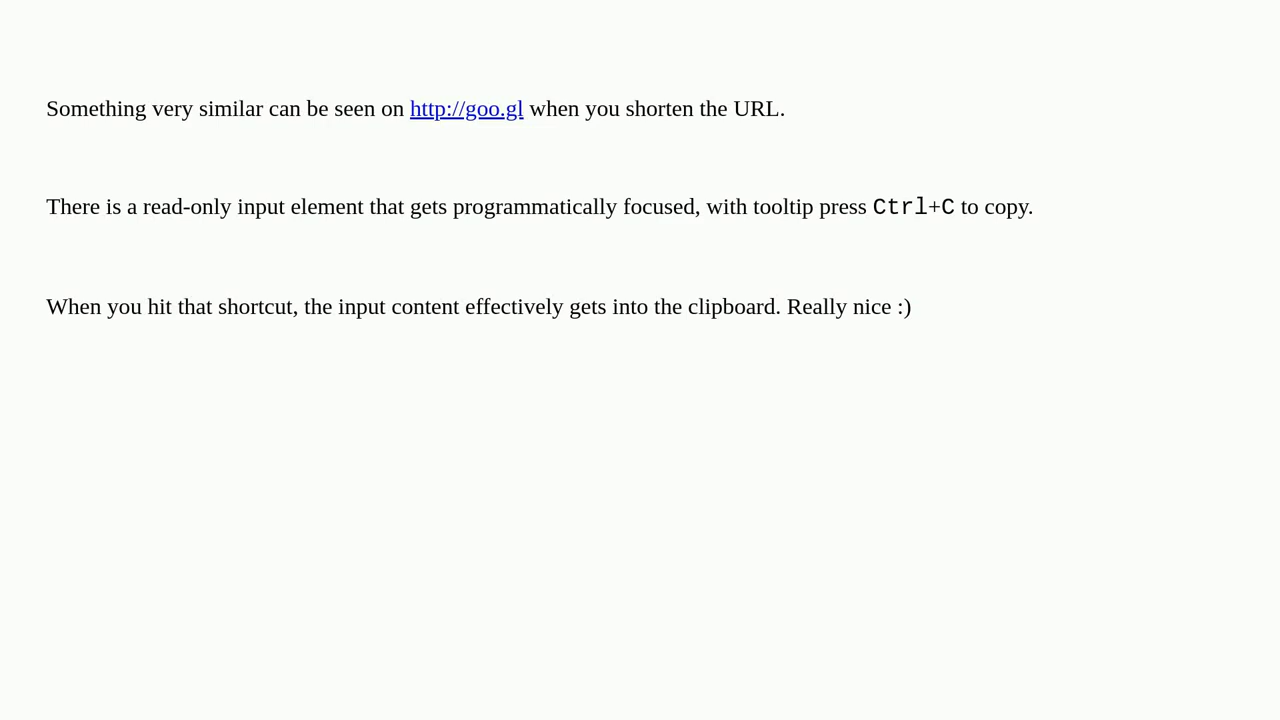 Something very similar can be seen on http://goo.gl when you shorten the URL.
There is a read-only input element that gets programmatically focused, with tooltip press Ctrl+C to copy.
When you hit that shortcut, the input content effectively gets into the clipboard. Really nice :)